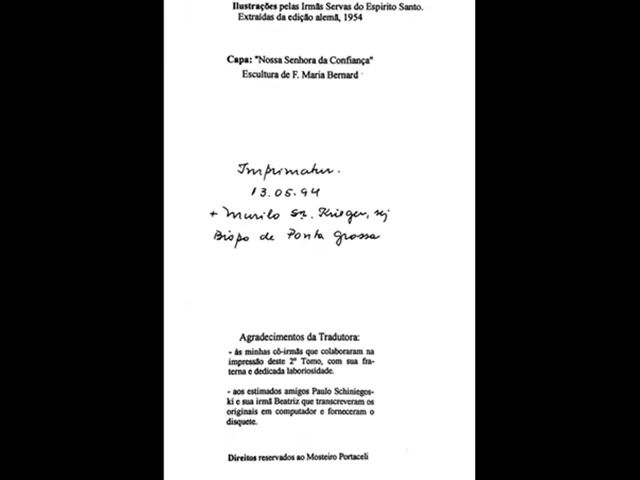 Ilustrações pelas Irmãs Servas do Espirito Santo.
Extraídas da edição alemã, 1954
Capa: "Nossa Senhora da Confiança"
Escultura de F. Maria Bernard
Imprimatur.
13.05.94
+ Murilo S.R. Krieger, scj
Bispo de Ponta Grossa
Agradecimentos da Tradutora:
- às minhas cô-irmãs que colaboraram na
impressão deste 2º Tomo, com sua fra-
terna e dedicada laboriosidade.
- aos estimados amigos Paulo Schiniegos-
ki e sua irmã Beatriz que transcreveram os
originais em computador e forneceram o
disquete.
Direitos reservados ao Mosteiro Portaceli